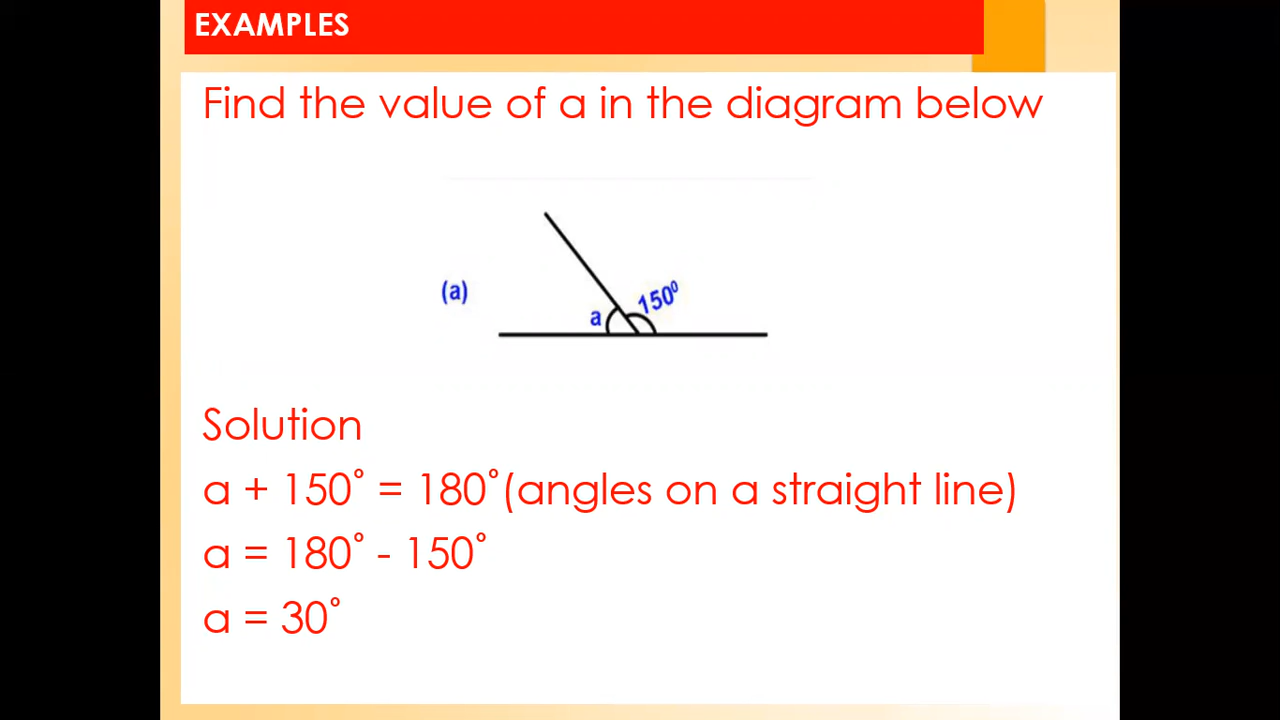 EXAMPLES
Find the value of a in the diagram below
(a)
a
150⁰
Solution
a + 150˚ = 180˚(angles on a straight line)
a = 180˚ - 150˚
a = 30˚